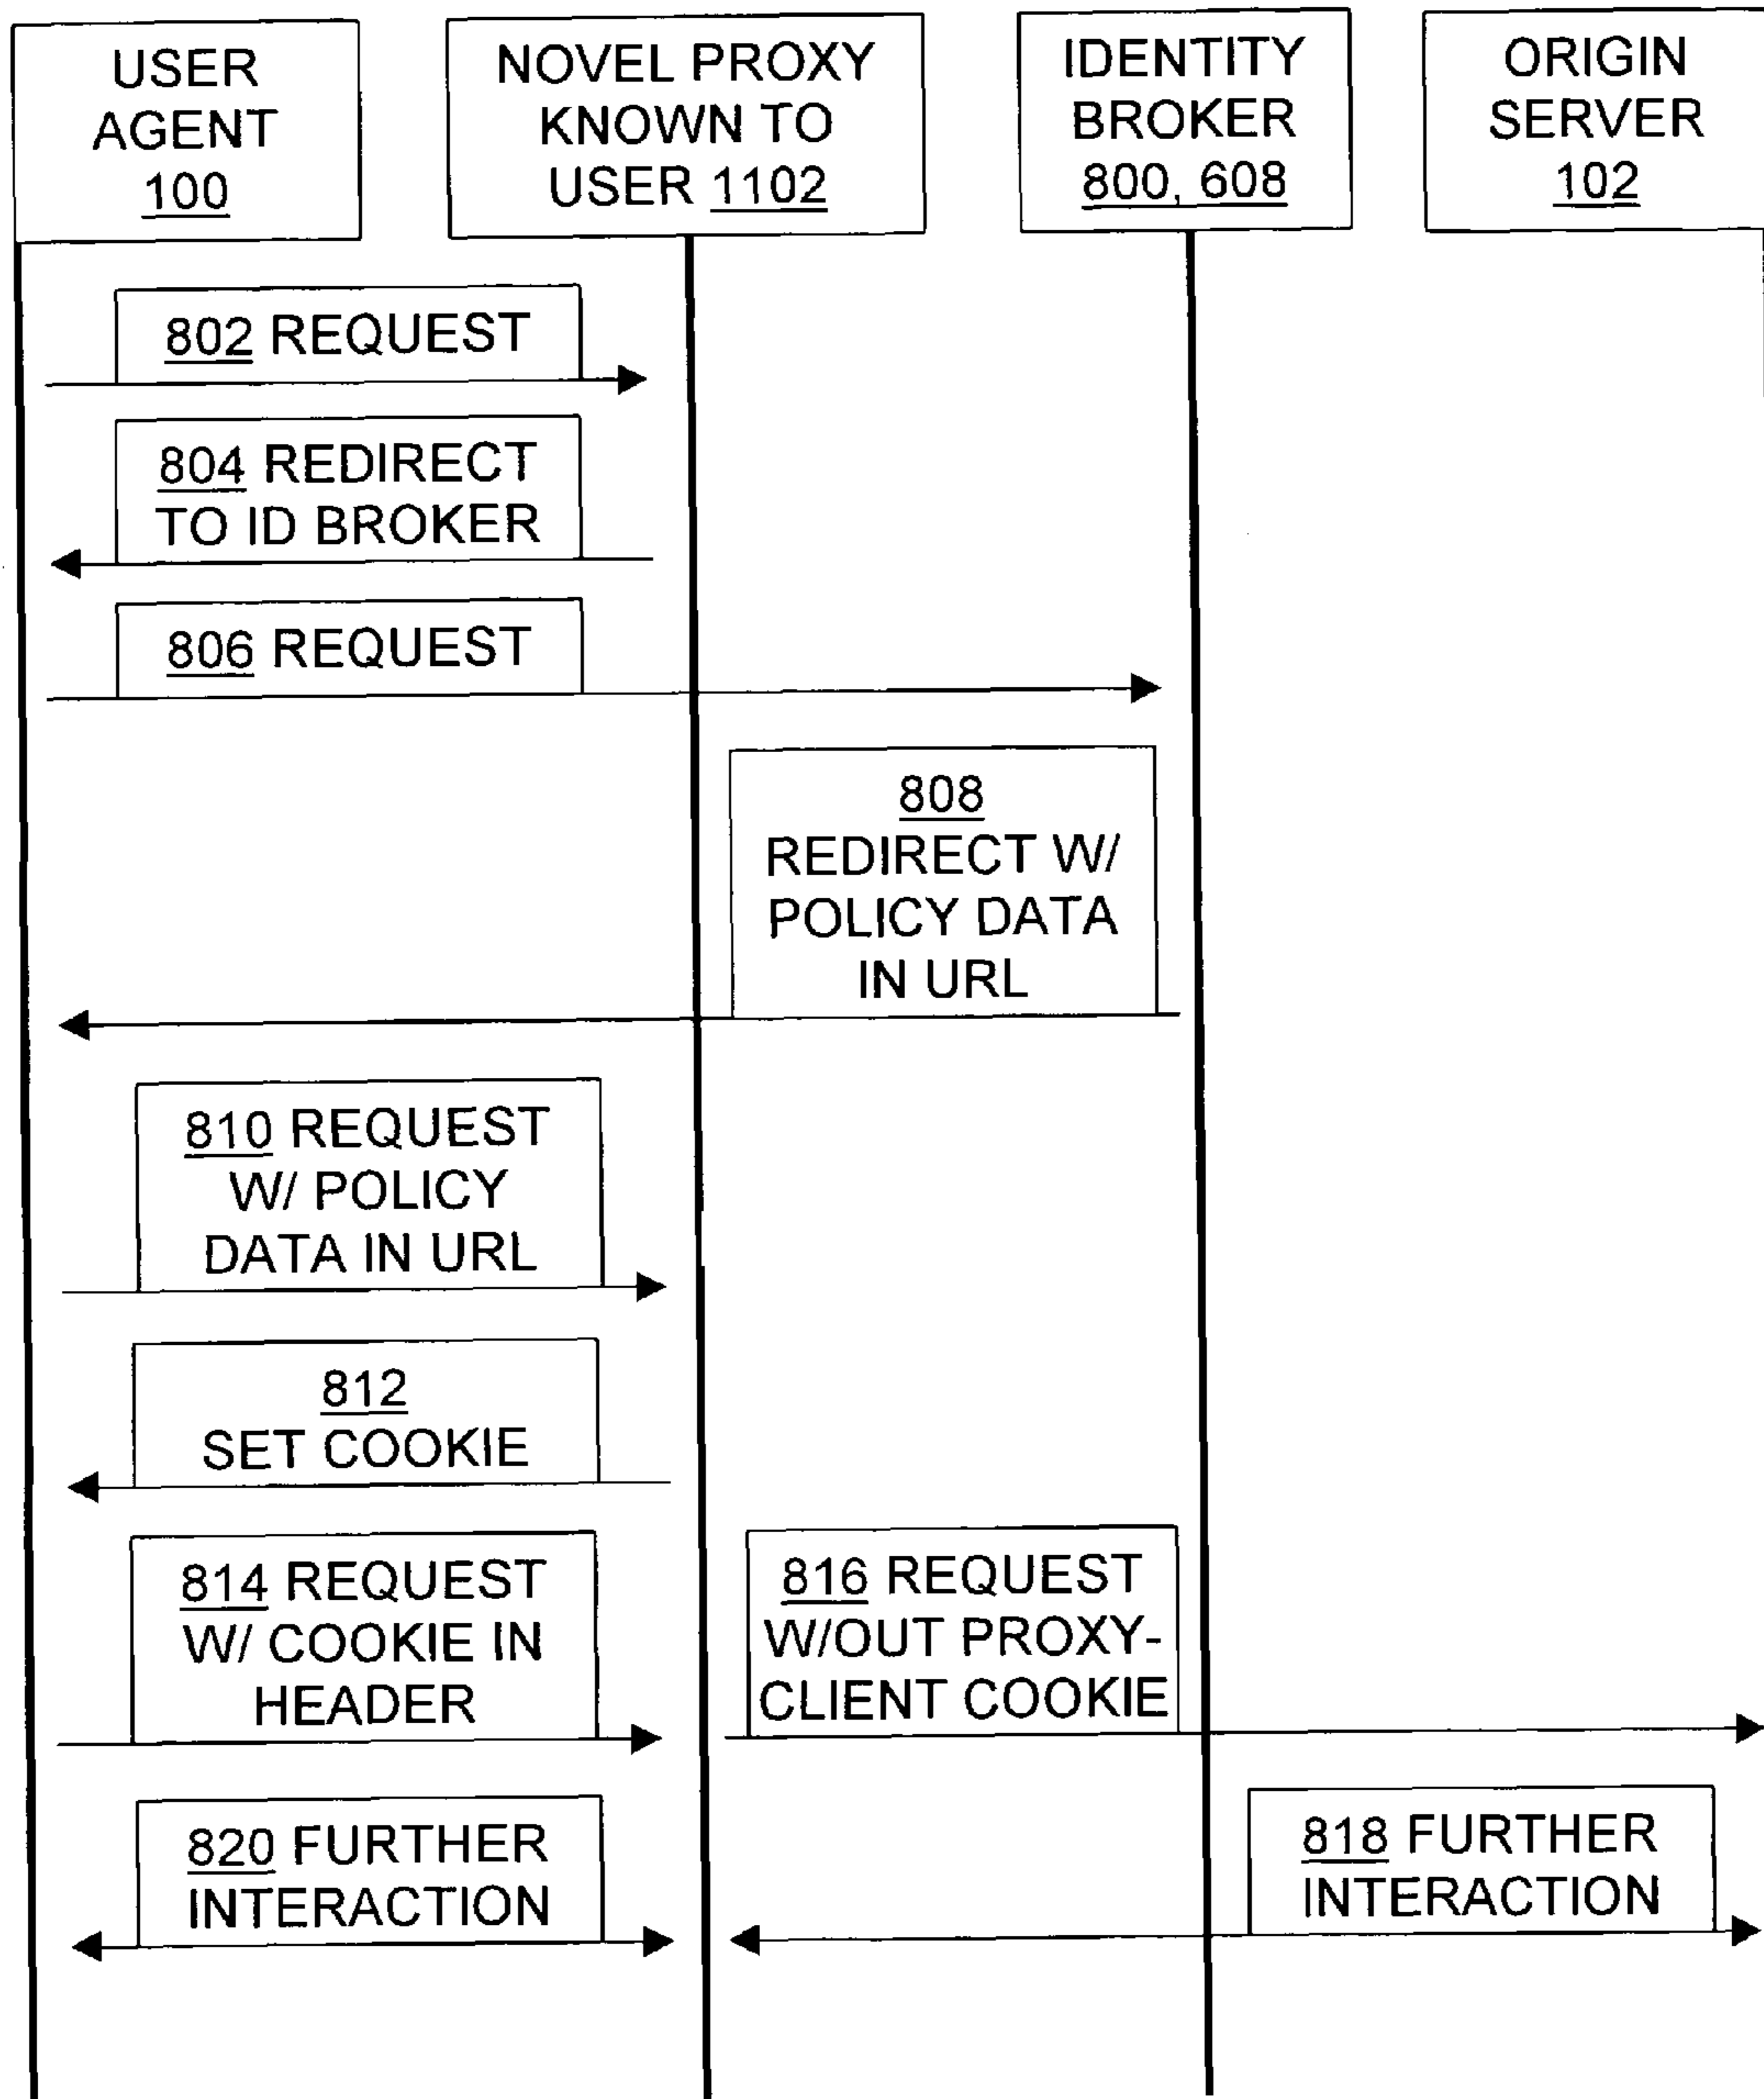 USER
AGENT
100
NOVEL PROXY
KNOWN TO
USER 1102
IDENTITY
BROKER
800, 608
ORIGIN
SERVER
102
802 REQUEST
804 REDIRECT
TO ID BROKER
806 REQUEST
808
REDIRECT W/
POLICY DATA
IN URL
810 REQUEST
W/ POLICY
DATA IN URL
812
SET COOKIE
814 REQUEST
W/ COOKIE IN
HEADER
816 REQUEST
W/OUT PROXY-
CLIENT COOKIE
820 FURTHER
INTERACTION
818 FURTHER
INTERACTION